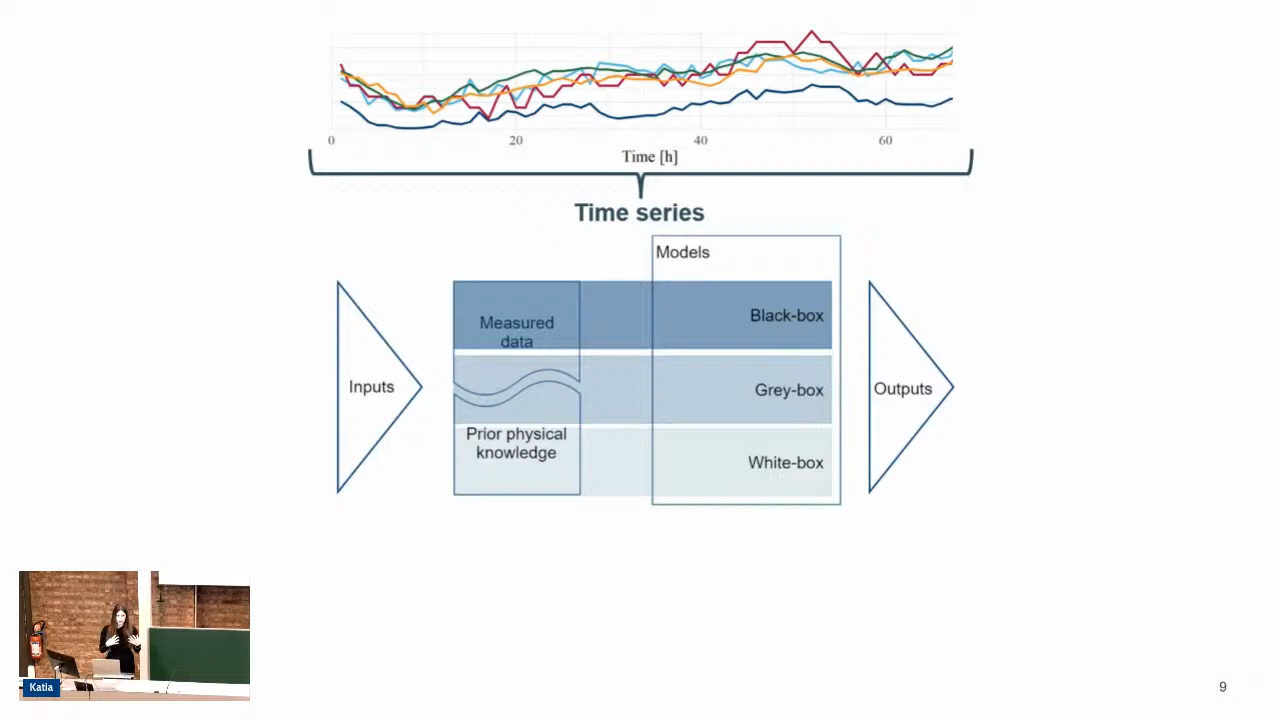 0 20 40 60
Time [h]
Time series
Models
Black-box
Measured
data
Inputs
Grey-box
Outputs
Prior physical
knowledge
White-box
Katia
9